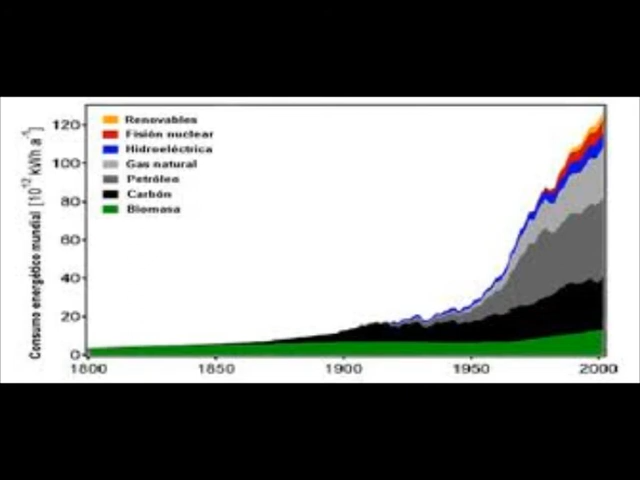 Consumo energético mundial [10¹² kWh a⁻¹]
120
100
80
60
40
20
0
Renovables
Fisión nuclear
Hidroeléctrica
Gas natural
Petróleo
Carbón
Biomasa
1800 1850 1900 1950 2000